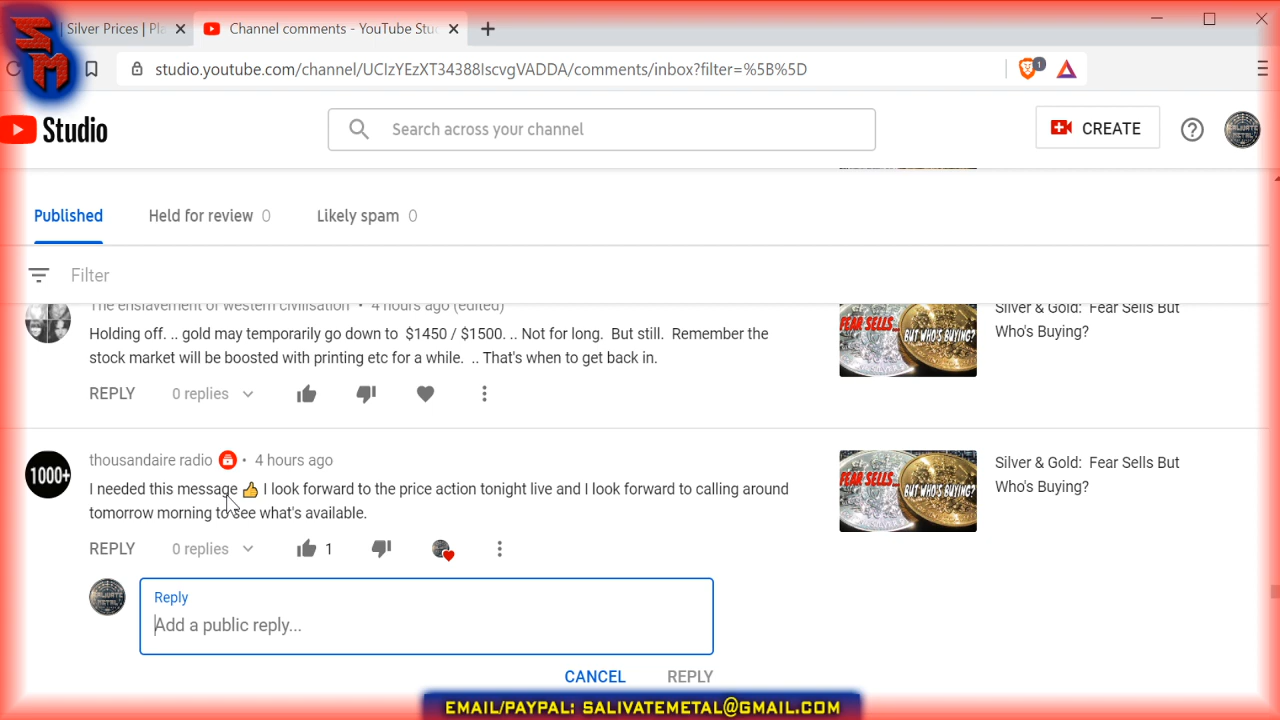 SM
| Silver Prices | Pl
Channel comments - YouTube Stu
studio.youtube.com/channel/UClzYEzXT34388IscvgVADDA/comments/inbox?filter=%5B%5D
1
Studio
Search across your channel
CREATE
Published
Held for review 0
Likely spam 0
Filter
The enslavement of western civilisation • 4 hours ago (edited)
Holding off. .. gold may temporarily go down to $1450 / $1500. .. Not for long. But still. Remember the
stock market will be boosted with printing etc for a while. .. That's when to get back in.
REPLY 0 replies
FEAR SELLS...
BUT WHO'S BUYING?
Silver & Gold: Fear Sells But
Who's Buying?
1000+
thousandaire radio • 4 hours ago
I needed this message 👍 I look forward to the price action tonight live and I look forward to calling around
tomorrow morning to see what's available.
REPLY 0 replies 1
FEAR SELLS...
BUT WHO'S BUYING?
Silver & Gold: Fear Sells But
Who's Buying?
Reply
Add a public reply...
CANCEL REPLY
EMAIL/PAYPAL: SALIVATEMETAL@GMAIL.COM